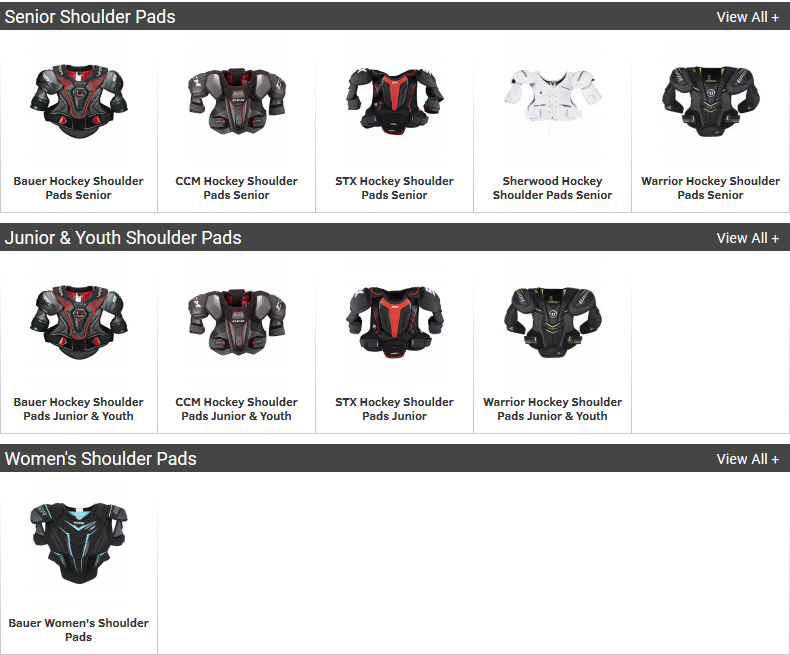 Senior Shoulder Pads
View All +
Bauer Hockey Shoulder
Pads Senior
CCM Hockey Shoulder
Pads Senior
STX Hockey Shoulder
Pads Senior
Sherwood Hockey
Shoulder Pads Senior
Warrior Hockey Shoulder
Pads Senior
Junior & Youth Shoulder Pads
View All +
Bauer Hockey Shoulder
Pads Junior & Youth
CCM Hockey Shoulder
Pads Junior & Youth
STX Hockey Shoulder
Pads Junior
Warrior Hockey Shoulder
Pads Junior & Youth
Women's Shoulder Pads
View All +
Bauer Women's Shoulder
Pads